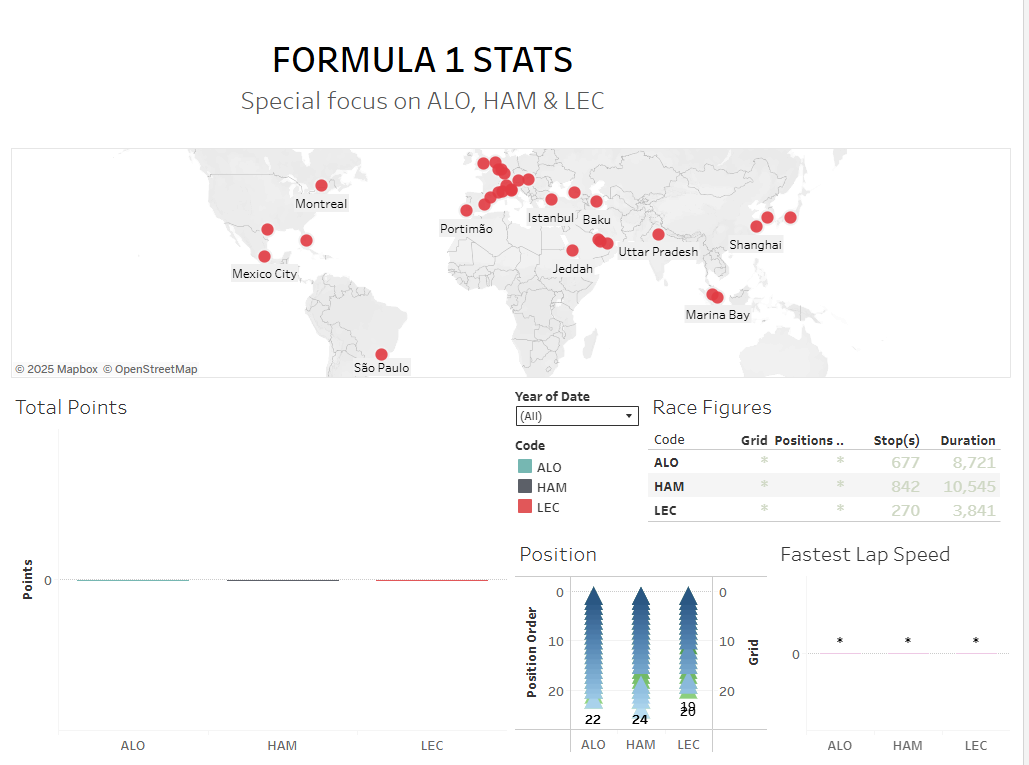 FORMULA 1 STATS
Special focus on ALO, HAM & LEC
Montreal
Portimão
Istanbul
Baku
Shanghai
Uttar Pradesh
Mexico City
Jeddah
Marina Bay
São Paulo
© 2025 Mapbox © OpenStreetMap
Total Points
Points
0
ALO HAM LEC
Year of Date
(All)
Code
ALO
HAM
LEC
Race Figures
Code Grid Positions .. Stop(s) Duration
ALO * * 677 8,721
HAM * * 842 10,545
LEC * * 270 3,841
Position
Position Order
Grid
0 0
10 10
20 20
22 24 19
20
ALO HAM LEC
Fastest Lap Speed
* * *
0
ALO HAM LEC